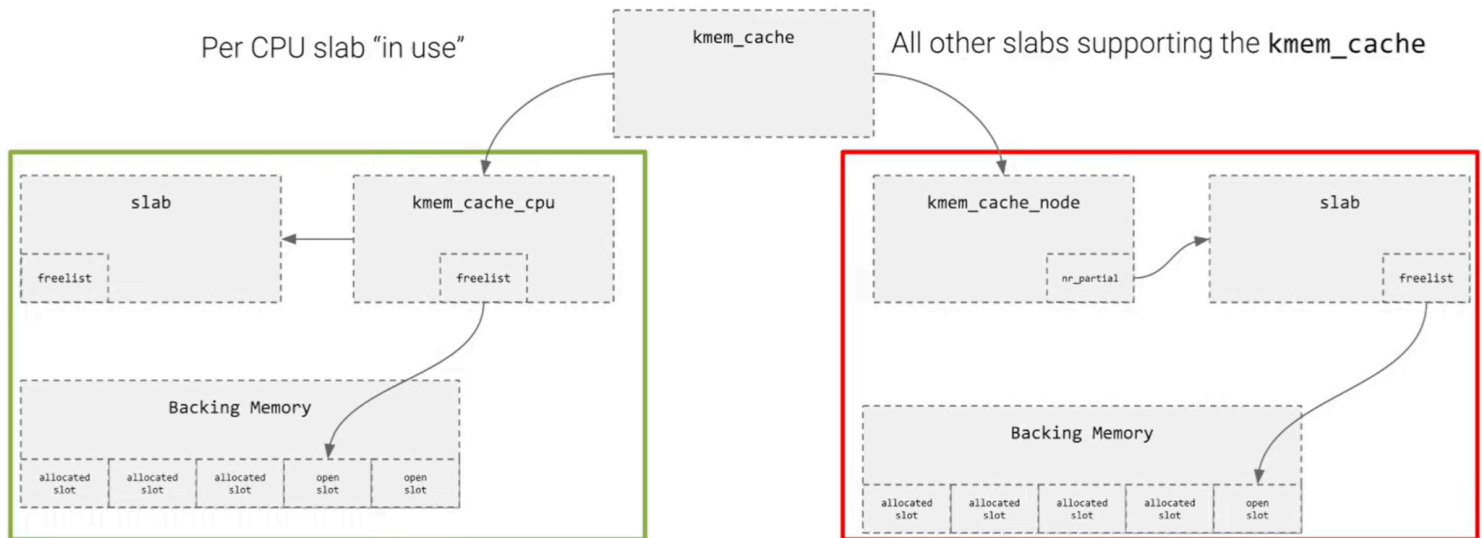 Per CPU slab “in use”
kmem_cache
All other slabs supporting the kmem_cache
slab
freelist
kmem_cache_cpu
freelist
Backing Memory
allocated
slot
allocated
slot
allocated
slot
open
slot
open
slot
kmem_cache_node
nr_partial
slab
freelist
Backing Memory
allocated
slot
allocated
slot
allocated
slot
allocated
slot
open
slot